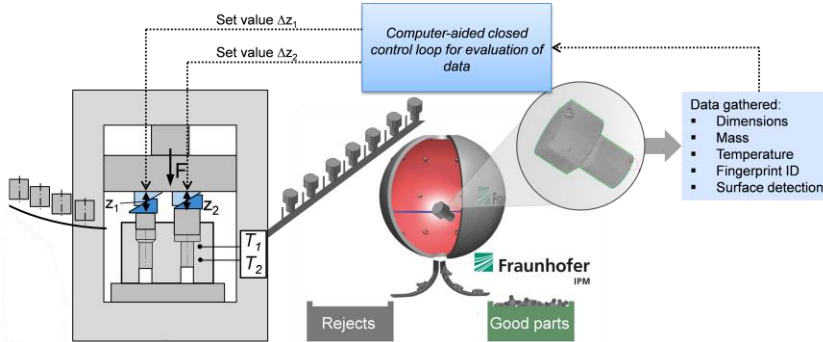 Set value Δz1
Set value Δz2
Computer-aided closed
control loop for evaluation of
data
Data gathered:
▪ Dimensions
▪ Mass
▪ Temperature
▪ Fingerprint ID
▪ Surface detection
F
z1
z2
T1
T2
Fraunhofer
IPM
Rejects
Good parts